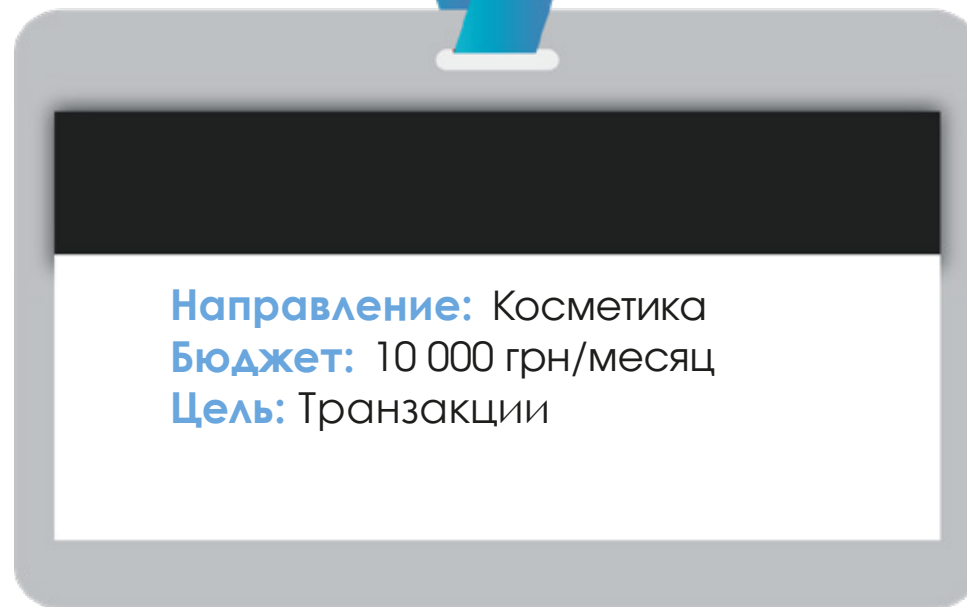 Направление: Косметика
Бюджет: 10 000 грн/месяц
Цель: Транзакции